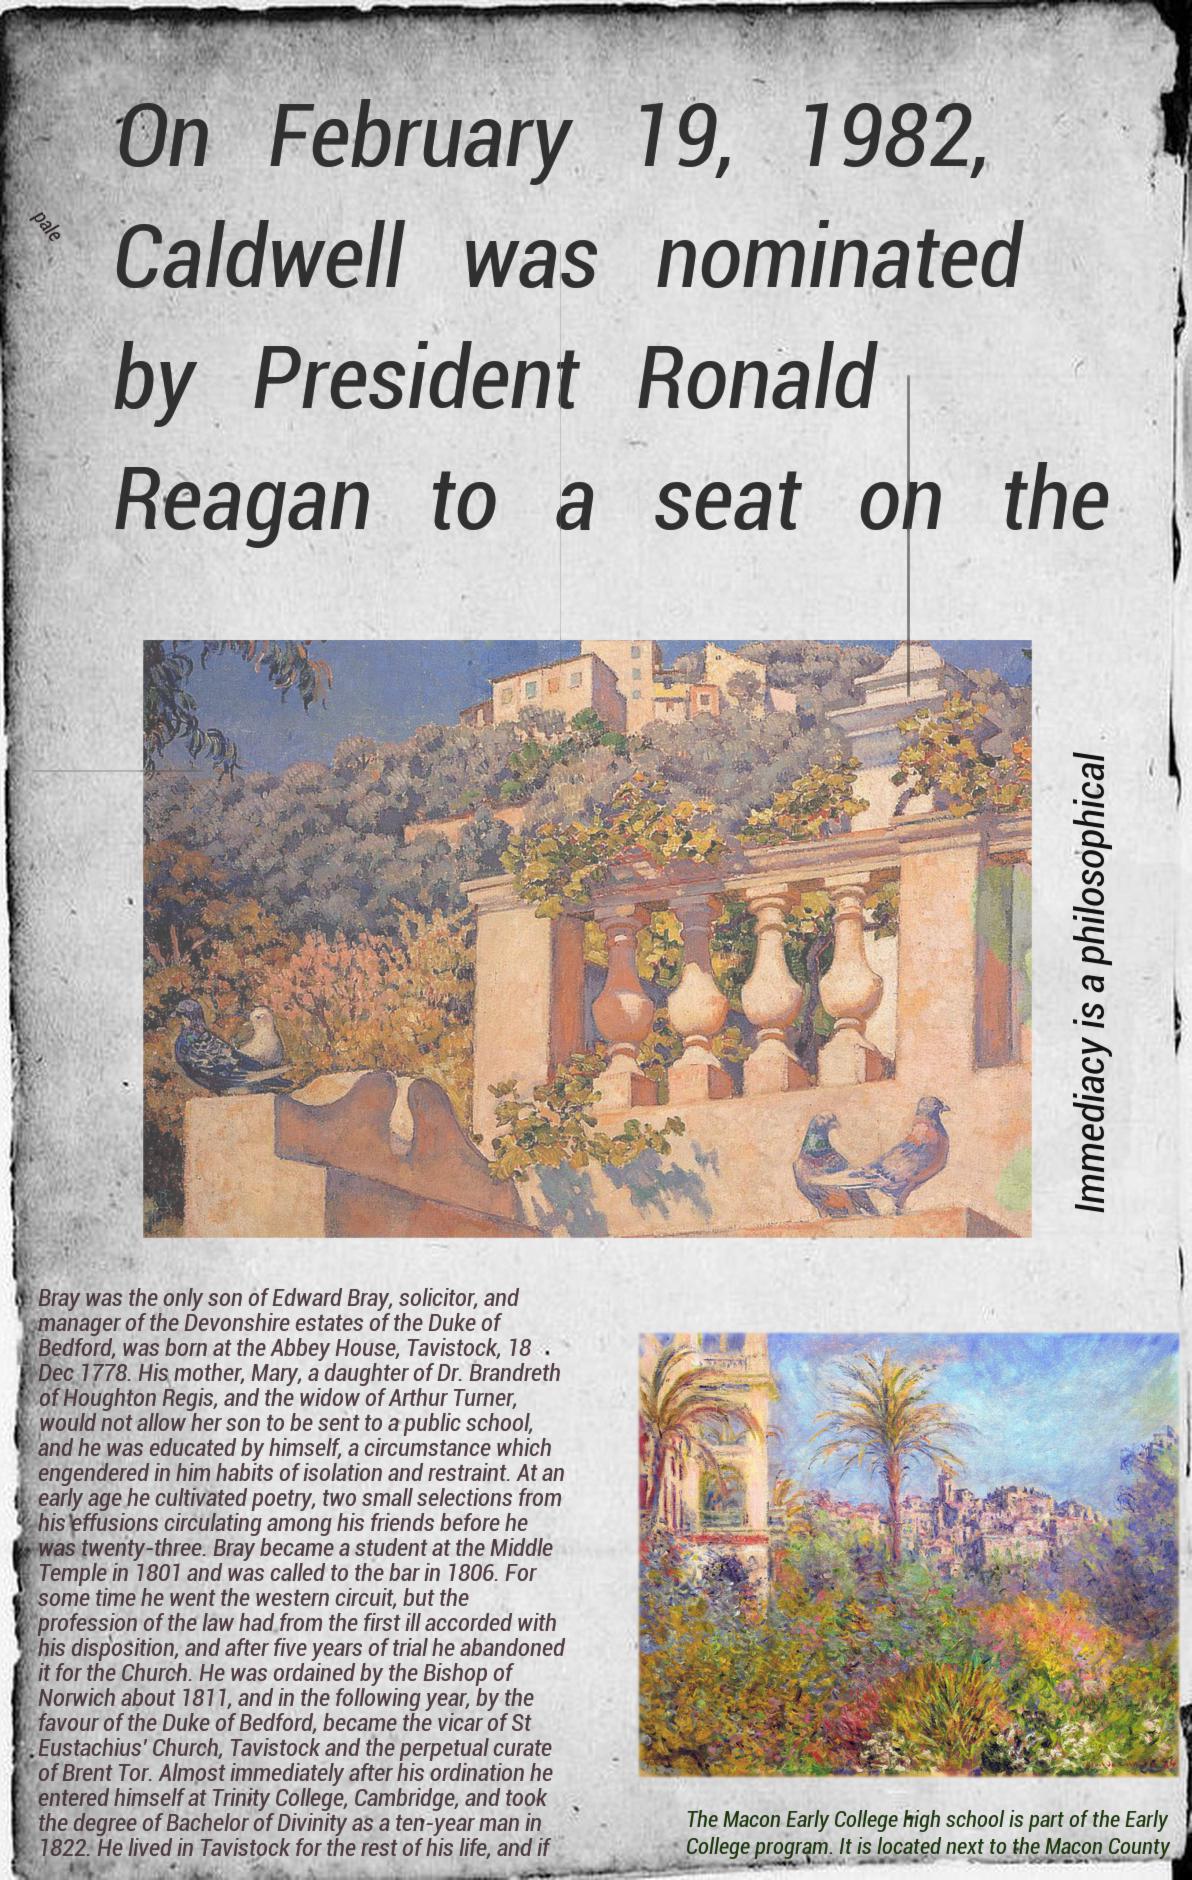 On February 19, 1982,
Caldwell was nominated
by President Ronald
Reagan to a seat on the
pale
Immediacy is a philosophical
Bray was the only son of Edward Bray, solicitor, and
manager of the Devonshire estates of the Duke of
Bedford, was born at the Abbey House, Tavistock, 18
Dec 1778. His mother, Mary, a daughter of Dr. Brandreth
of Houghton Regis, and the widow of Arthur Turner,
would not allow her son to be sent to a public school,
and he was educated by himself, a circumstance which
engendered in him habits of isolation and restraint. At an
early age he cultivated poetry, two small selections from
his effusions circulating among his friends before he
was twenty-three. Bray became a student at the Middle
Temple in 1801 and was called to the bar in 1806. For
some time he went the western circuit, but the
profession of the law had from the first ill accorded with
his disposition, and after five years of trial he abandoned
it for the Church. He was ordained by the Bishop of
Norwich about 1811, and in the following year, by the
favour of the Duke of Bedford, became the vicar of St
Eustachius' Church, Tavistock and the perpetual curate
of Brent Tor. Almost immediately after his ordination he
entered himself at Trinity College, Cambridge, and took
the degree of Bachelor of Divinity as a ten-year man in
1822. He lived in Tavistock for the rest of his life, and if
The Macon Early College high school is part of the Early
College program. It is located next to the Macon County